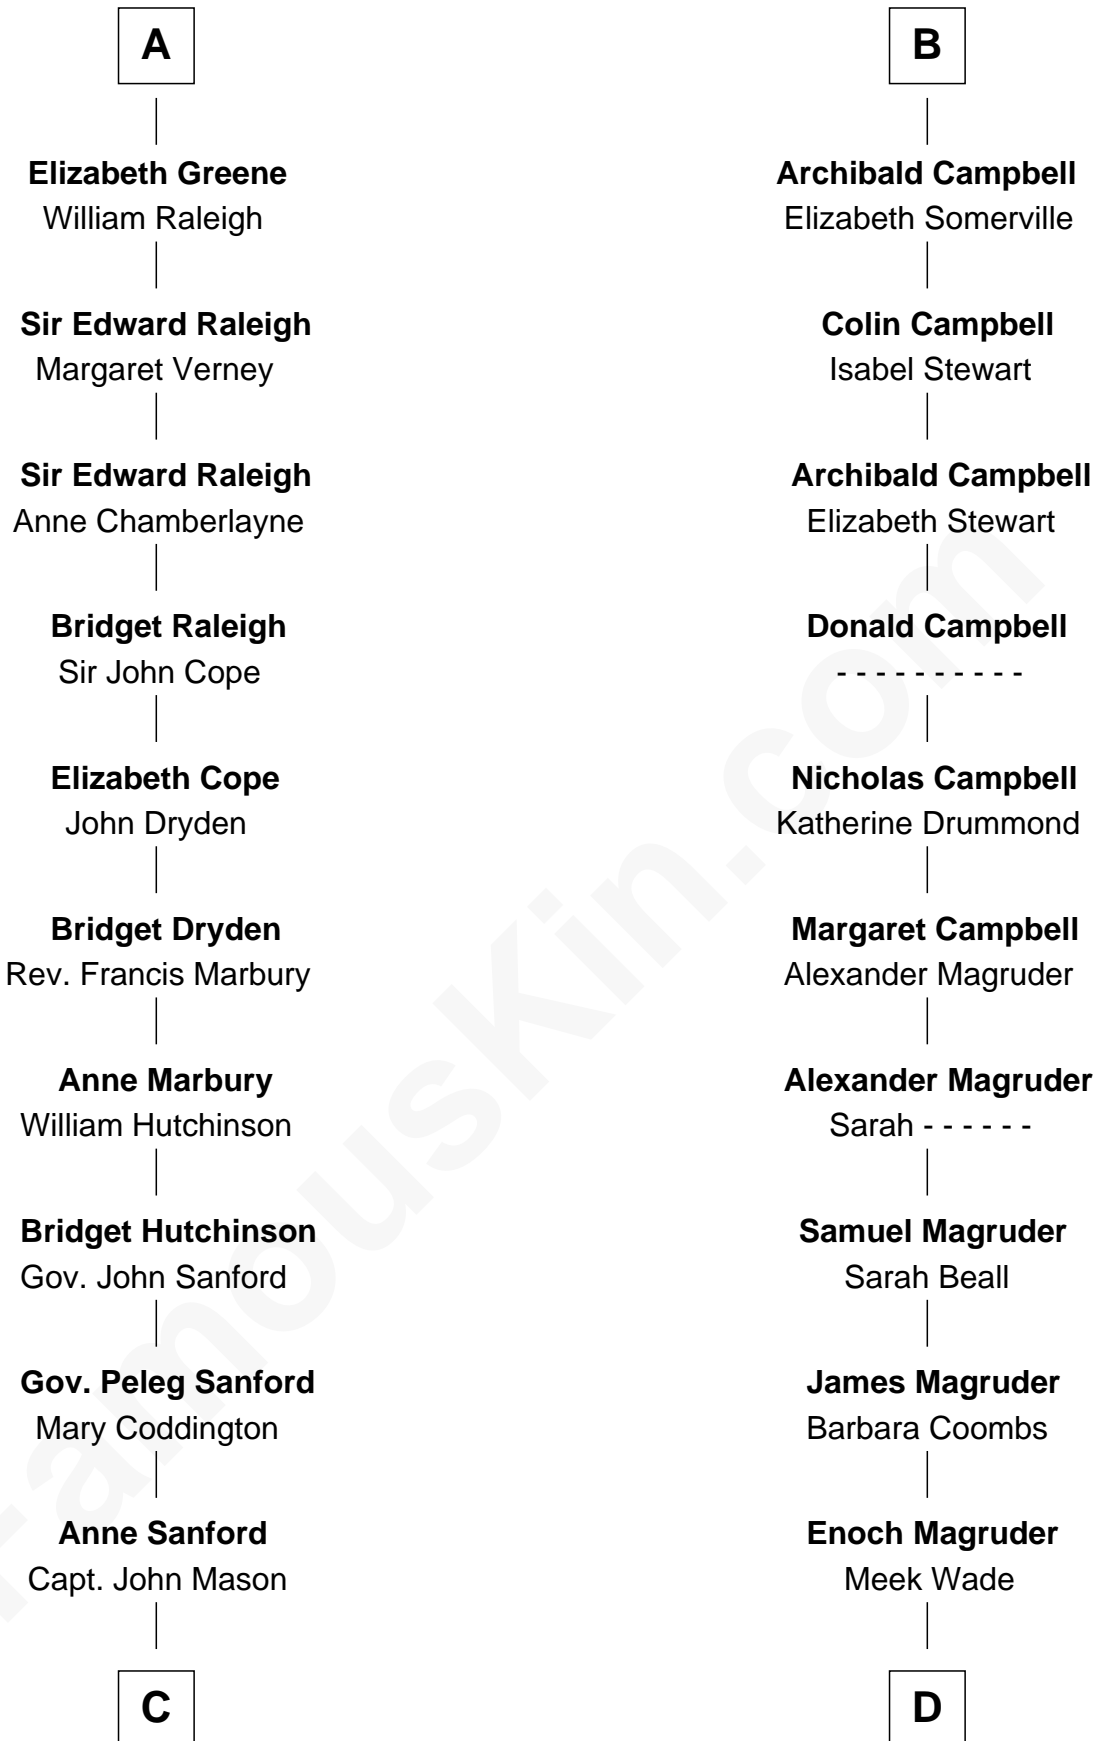 A
Elizabeth Greene
William Raleigh
Sir Edward Raleigh
Margaret Verney
Sir Edward Raleigh
Anne Chamberlayne
Bridget Raleigh
Sir John Cope
Elizabeth Cope
John Dryden
Bridget Dryden
Rev. Francis Marbury
Anne Marbury
William Hutchinson
Bridget Hutchinson
Gov. John Sanford
Gov. Peleg Sanford
Mary Coddington
Anne Sanford
Capt. John Mason
C
B
Archibald Campbell
Elizabeth Somerville
Colin Campbell
Isabel Stewart
Archibald Campbell
Elizabeth Stewart
Donald Campbell
- - - - - - - - - -
Nicholas Campbell
Katherine Drummond
Margaret Campbell
Alexander Magruder
Alexander Magruder
Sarah - - - - - -
Samuel Magruder
Sarah Beall
James Magruder
Barbara Coombs
Enoch Magruder
Meek Wade
D
FamousKin.com